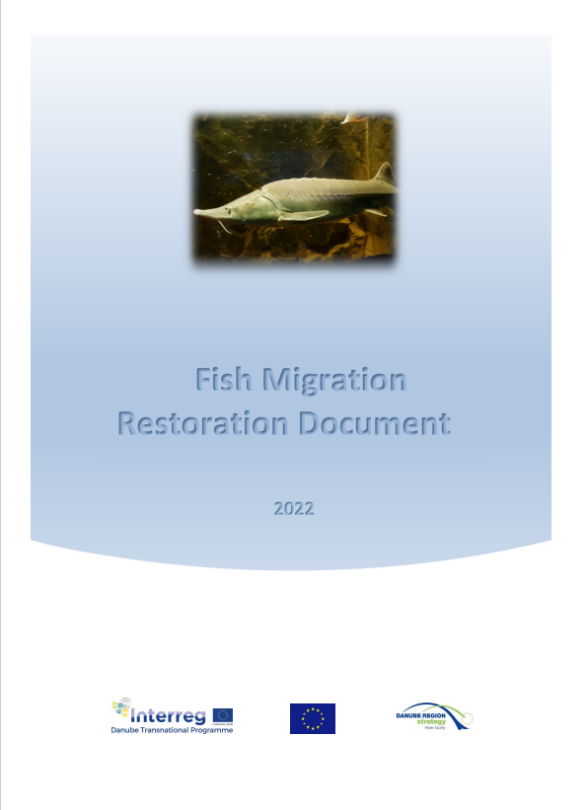 Fish Migration
Restoration Document
2022
Interreg
Danube Transnational Programme
DANUBE REGION
strategy
Water Quality